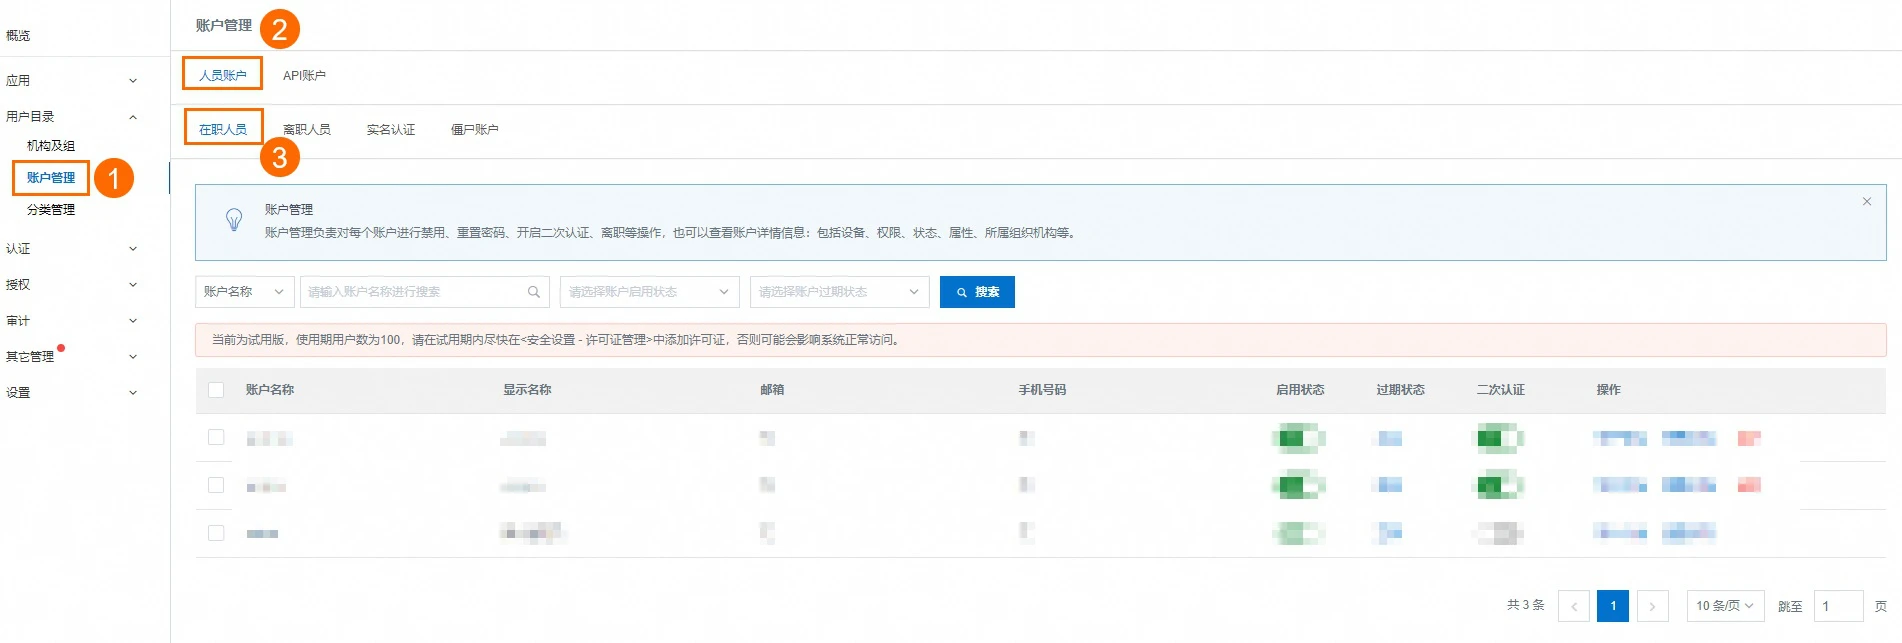 概览
应用
用户目录
机构及组
账户管理
1
分类管理
认证
授权
审计
其它管理
设置
账户管理
2
人员账户 API账户
在职人员 离职人员 实名认证 僵尸账户
3
账户管理
账户管理负责对每个账户进行禁用、重置密码、开启二次认证、离职等操作，也可以查看账户详情信息：包括设备、权限、状态、属性、所属组织机构等。
账户名称 请输入账户名称进行搜索 请选择账户启用状态 请选择账户过期状态 搜索
当前为试用版，使用期用户数为100，请在试用期内尽快在<安全设置 - 许可证管理>中添加许可证，否则可能会影响系统正常访问。
账户名称 显示名称 邮箱 手机号码 启用状态 过期状态 二次认证 操作
共 3 条 1 10 条/页 跳至 1 页